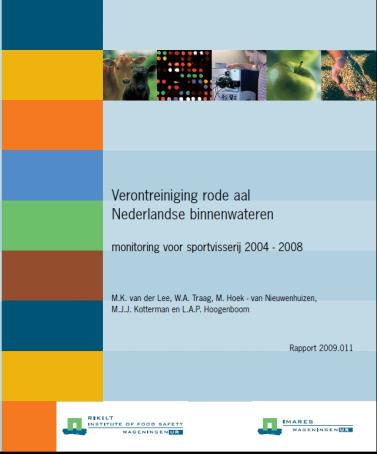 Verontreiniging rode aal
Nederlandse binnenwateren
monitoring voor sportvisserij 2004 - 2008
M.K. van der Lee, W.A. Traag, M. Hoek - van Nieuwenhuizen,
M.J.J. Kotterman en L.A.P. Hoogenboom
Rapport 2009.011
RIKILT
INSTITUTE OF FOOD SAFETY
WAGENINGEN UR
IMARES
WAGENINGEN UR